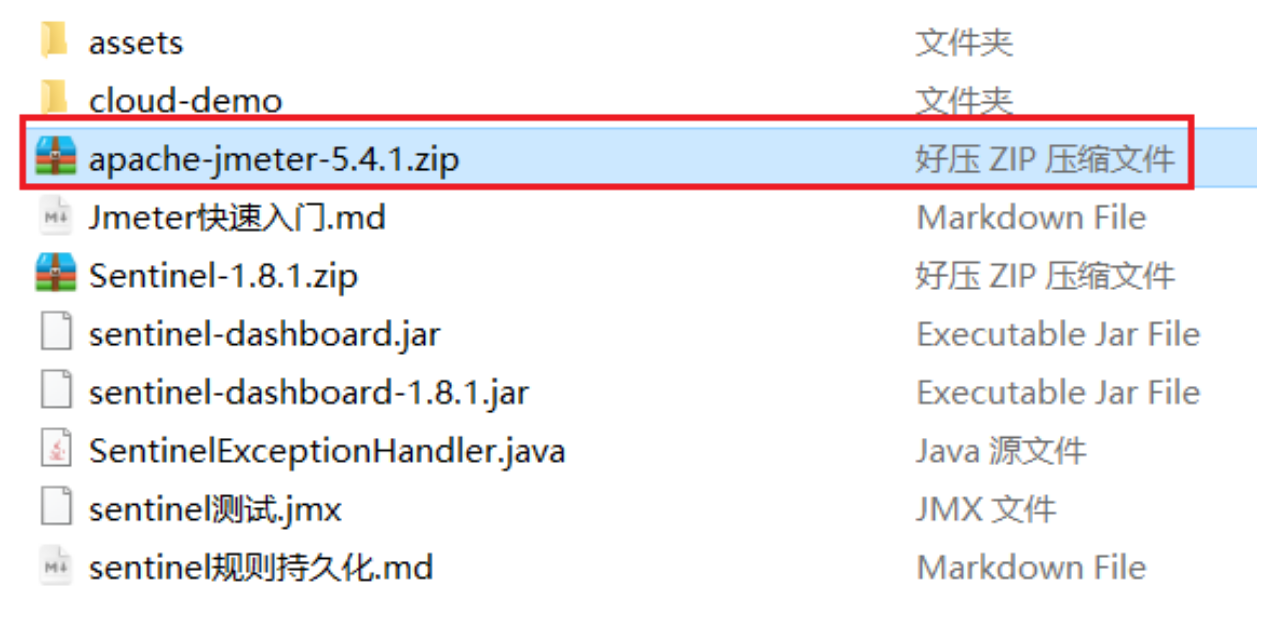 assets 文件夹
cloud-demo 文件夹
apache-jmeter-5.4.1.zip 好压 ZIP 压缩文件
Jmeter快速入门.md Markdown File
Sentinel-1.8.1.zip 好压 ZIP 压缩文件
sentinel-dashboard.jar Executable Jar File
sentinel-dashboard-1.8.1.jar Executable Jar File
SentinelExceptionHandler.java Java 源文件
sentinel测试.jmx JMX 文件
sentinel规则持久化.md Markdown File